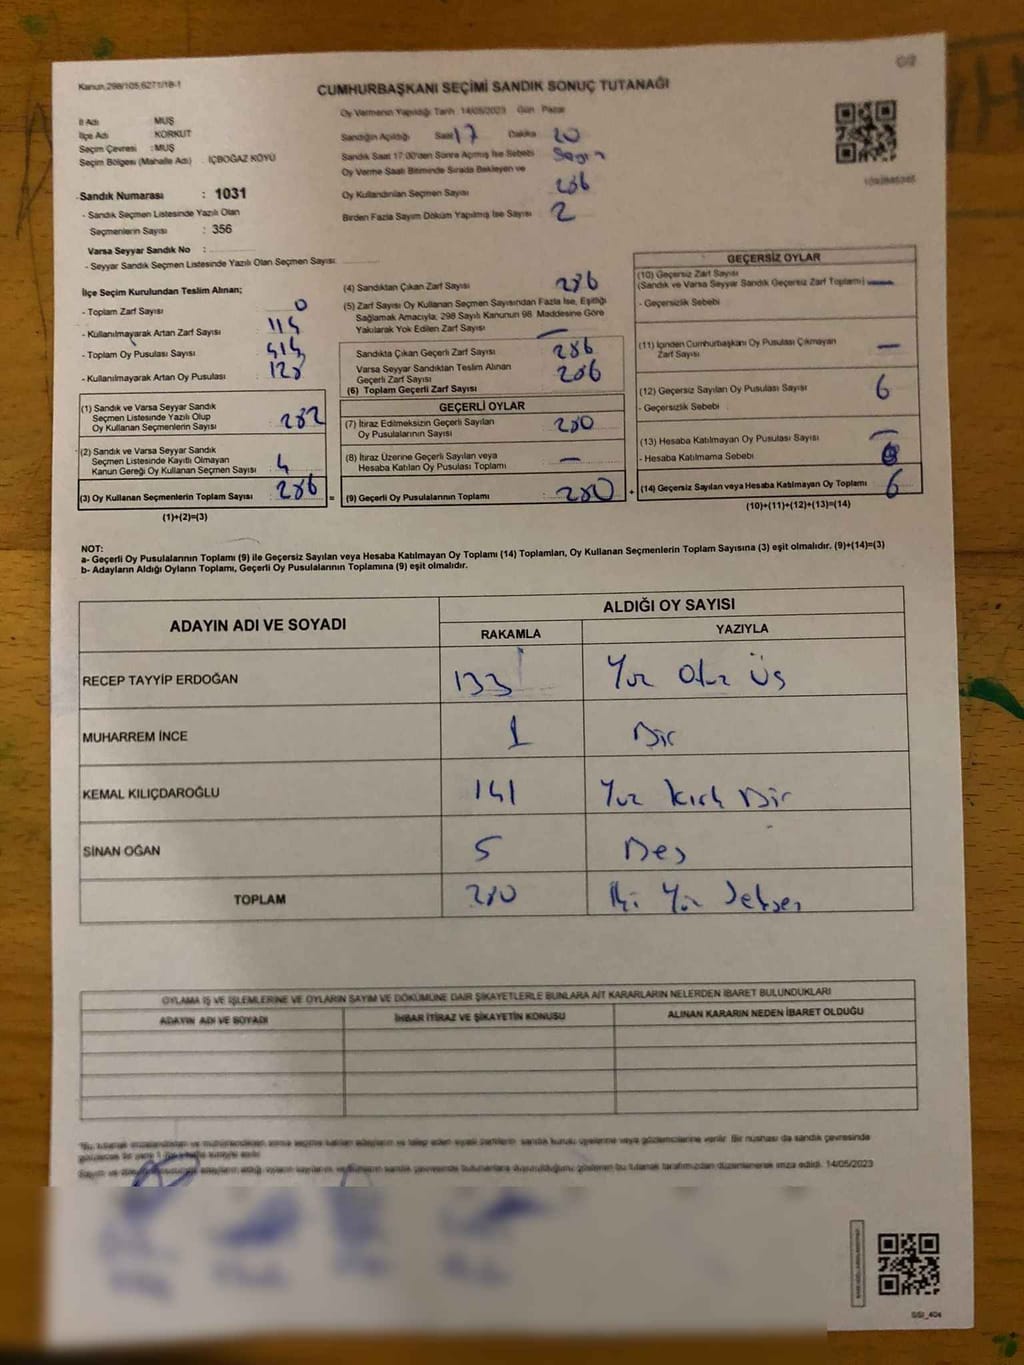 Kanun,298/105,6271/18-1
CUMHURBAŞKANI SEÇİMİ SANDIK SONUÇ TUTANAĞI
İl Adı MUŞ
İlçe Adı KORKUT
Seçim Çevresi : MUŞ
Seçim Bölgesi (Mahalle Adı) : İÇBOĞAZ KÖYÜ
Sandık Numarası : 1031
- Sandık Seçmen Listesinde Yazılı Olan
Seçmenlerin Sayısı : 356
Varsa Seyyar Sandık No :
- Seyyar Sandık Seçmen Listesinde Yazılı Olan Seçmen Sayısı:
Oy Vermenin Yapıldığı Tarih 14/05/2023 Gün Pazar
Sandığın Açıldığı Saat 17 Dakika 20
Sandık Saat 17:00'den Sonra Açmış İse Sebebi
Oy Verme Saati Bitiminde Sırada Bekleyen ve
Oy Kullandırılan Seçmen Sayısı 286
Birden Fazla Sayım Döküm Yapılmış İse Sayısı 2
İlçe Seçim Kurulundan Teslim Alınan;
- Toplam Zarf Sayısı 0
- Kullanılmayarak Artan Zarf Sayısı 114
- Toplam Oy Pusulası Sayısı 414
- Kullanılmayarak Artan Oy Pusulası 128
(1) Sandık ve Varsa Seyyar Sandık
Seçmen Listesinde Yazılı Olup
Oy Kullanan Seçmenlerin Sayısı 282
(2) Sandık ve Varsa Seyyar Sandık
Seçmen Listesinde Kayıtlı Olmayan
Kanun Gereği Oy Kullanan Seçmen Sayısı 4
(3) Oy Kullanan Seçmenlerin Toplam Sayısı : 286 =
(1)+(2)=(3)
(4) Sandıktan Çıkan Zarf Sayısı 286
(5) Zarf Sayısı Oy Kullanan Seçmen Sayısından Fazla İse, Eşitliği
Sağlamak Amacıyla, 298 Sayılı Kanunun 98. Maddesine Göre
Yakılarak Yok Edilen Zarf Sayısı —
Sandıkta Çıkan Geçerli Zarf Sayısı 286
Varsa Seyyar Sandıktan Teslim Alınan
Geçerli Zarf Sayısı 286
(6) Toplam Geçerli Zarf Sayısı
GEÇERLİ OYLAR
(7) İtiraz Edilmeksizin Geçerli Sayılan
Oy Pusulalarının Sayısı 280
(8) İtiraz Üzerine Geçerli Sayılan veya
Hesaba Katılan Oy Pusulası Toplamı —
(9) Geçerli Oy Pusulalarının Toplamı : 280 +
GEÇERSİZ OYLAR
(10) Geçersiz Zarf Sayısı
(Sandık ve Varsa Seyyar Sandık Geçersiz Zarf Toplamı) —
- Geçersizlik Sebebi
(11) İçinden Cumhurbaşkanı Oy Pusulası Çıkmayan
Zarf Sayısı —
(12) Geçersiz Sayılan Oy Pusulası Sayısı 6
- Geçersizlik Sebebi
(13) Hesaba Katılmayan Oy Pusulası Sayısı —
- Hesaba Katılmama Sebebi
(14) Geçersiz Sayılan veya Hesaba Katılmayan Oy Toplamı 6
(10)+(11)+(12)+(13)=(14)
NOT:
a- Geçerli Oy Pusulalarının Toplamı (9) ile Geçersiz Sayılan veya Hesaba Katılmayan Oy Toplamı (14) Toplamları, Oy Kullanan Seçmenlerin Toplam Sayısına (3) eşit olmalıdır. (9)+(14)=(3)
b- Adayların Aldığı Oyların Toplamı, Geçerli Oy Pusulalarının Toplamına (9) eşit olmalıdır.
ADAYIN ADI VE SOYADI ALDIĞI OY SAYISI
RAKAMLA YAZIYLA
RECEP TAYYİP ERDOĞAN 133 Yüz Otuz Üç
MUHARREM İNCE 1 Bir
KEMAL KILIÇDAROĞLU 141 Yüz Kırk Bir
SİNAN OĞAN 5 Beş
TOPLAM 280 İki Yüz Seksen
OYLAMA İŞ VE İŞLEMLERİNE VE OYLARIN SAYIM VE DÖKÜMÜNE DAİR ŞİKAYETLERLE BUNLARA AİT KARARLARIN NELERDEN İBARET BULUNDUKLARI
ADAYIN ADI VE SOYADI İHBAR İTİRAZ VE ŞİKAYETİN KONUSU ALINAN KARARIN NEDEN İBARET OLDUĞU
14/05/2023
SSİ_404